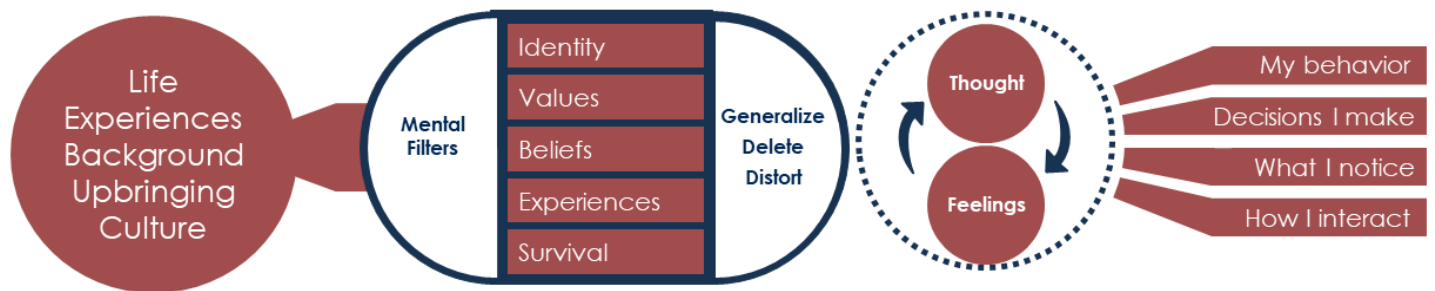 Life
Experiences
Background
Upbringing
Culture
Mental
Filters
Identity
Values
Beliefs
Experiences
Survival
Generalize
Delete
Distort
Thought
Feelings
My behavior
Decisions I make
What I notice
How I interact